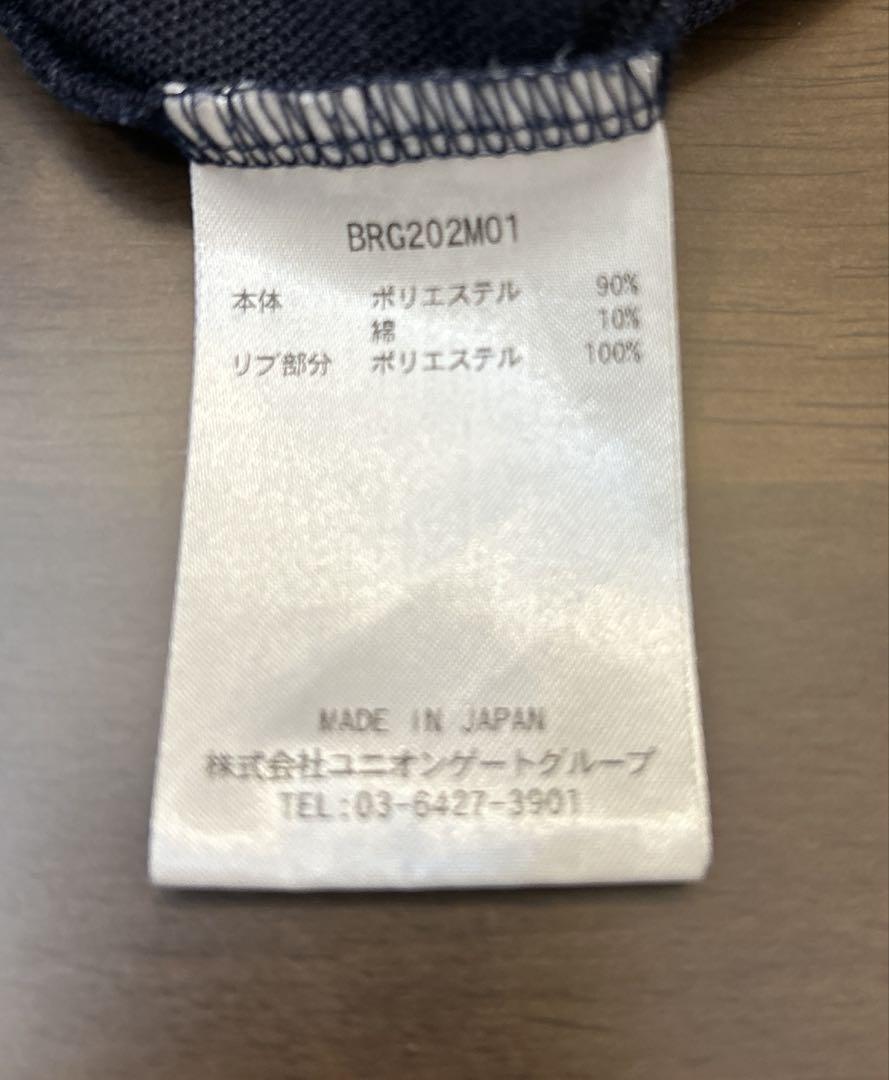 BRG202M01
本体 ポリエステル 90%
綿 10%
リブ部分 ポリエステル 100%
MADE IN JAPAN
株式会社ユニオンゲートグループ
TEL:03-6427-3901